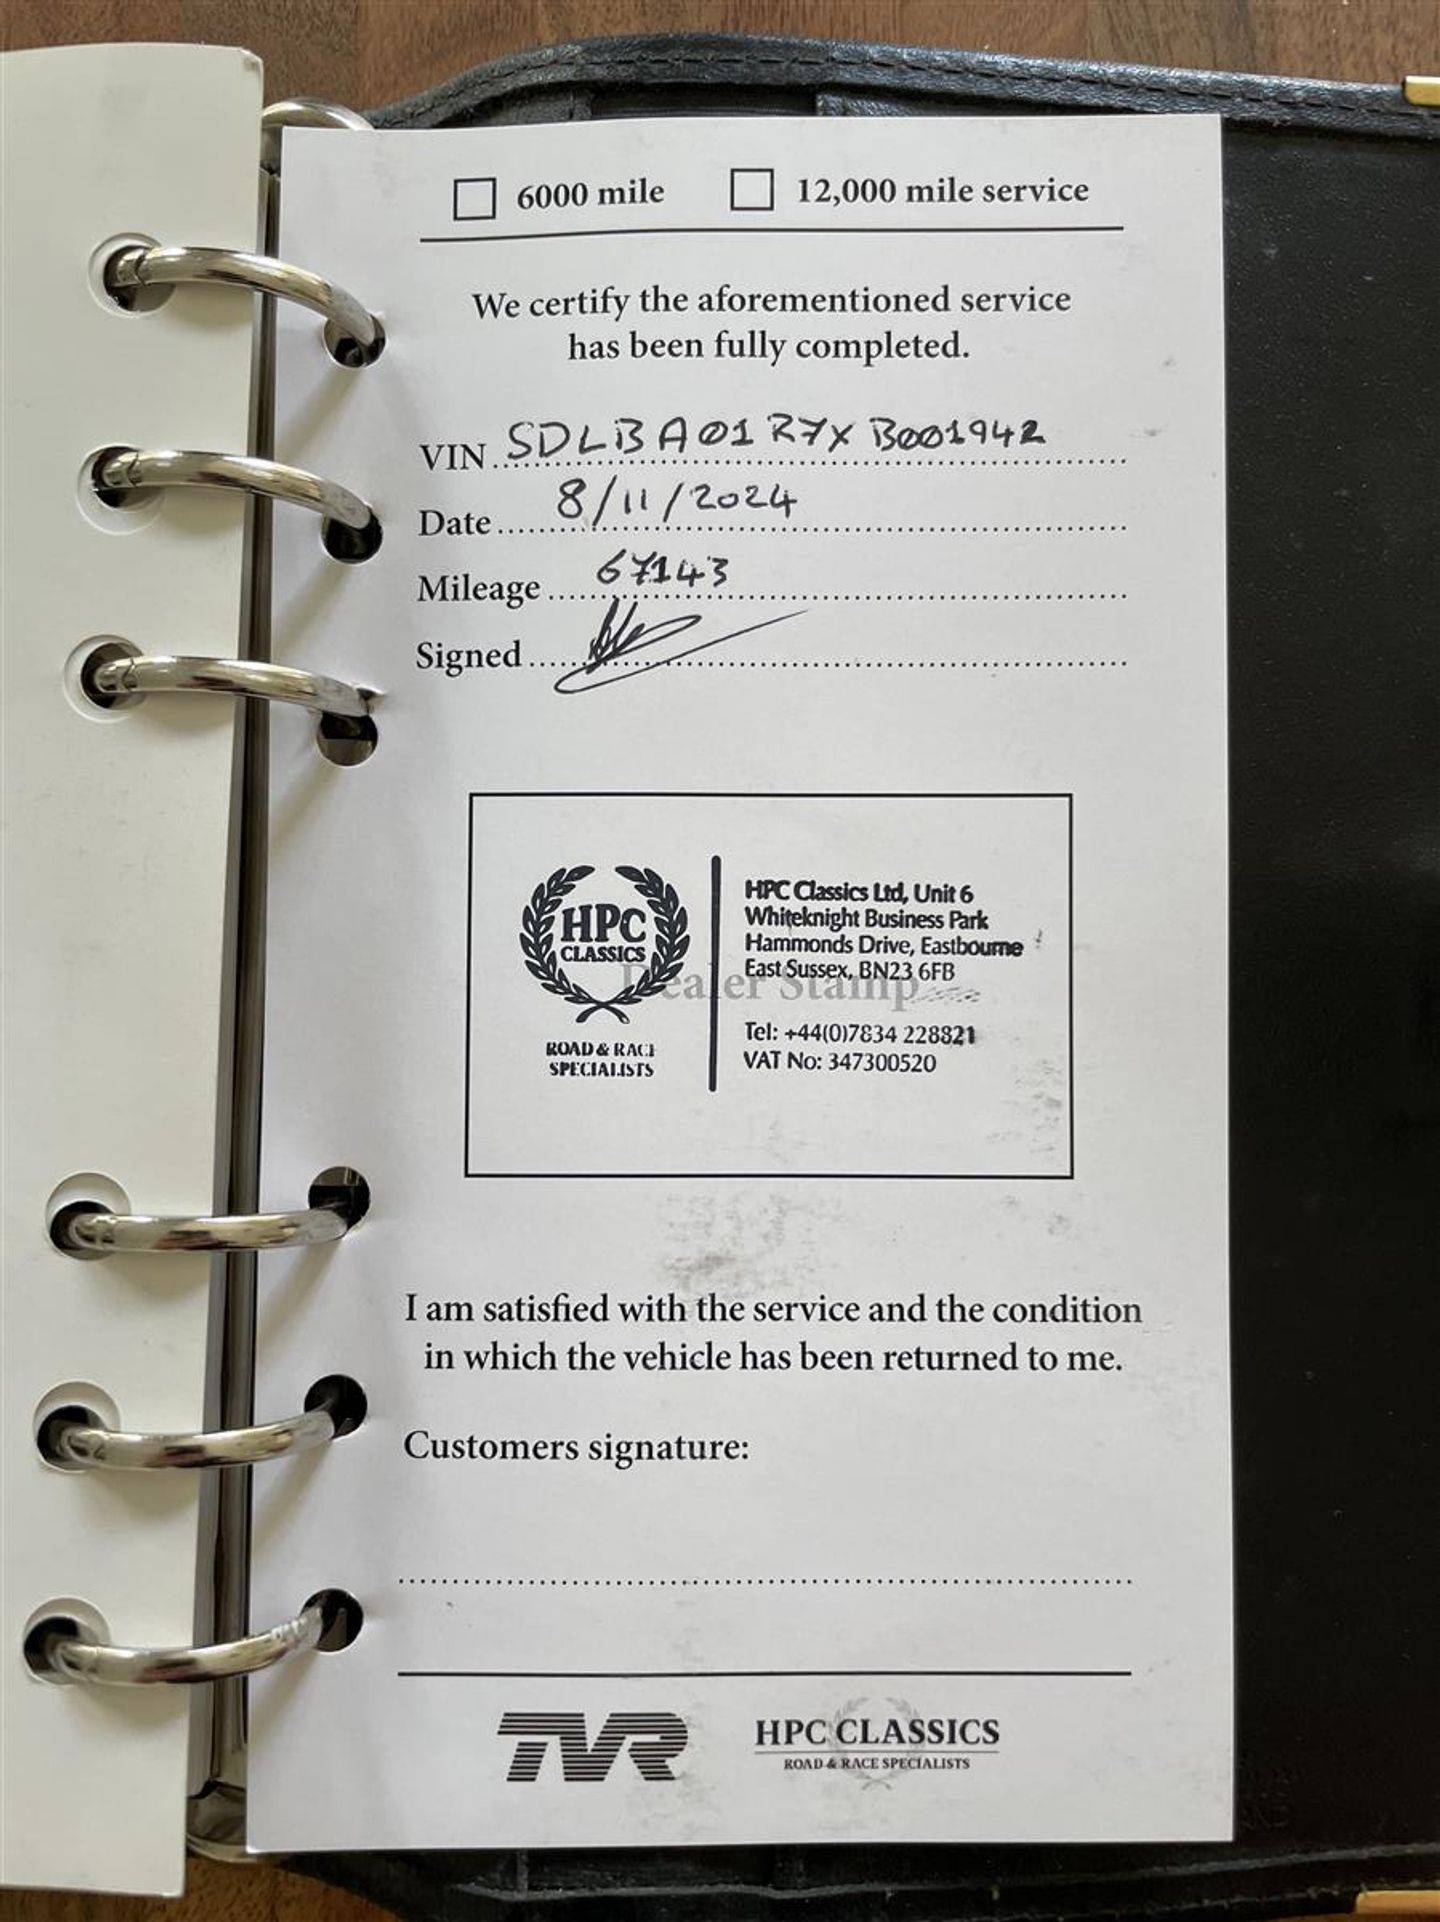 6000 mile 12,000 mile service
We certify the aforementioned service
has been fully completed.
VIN SDLBA01R7XB001942
Date 8/11/2024
Mileage 67143
Signed
HPC
CLASSICS
ROAD & RACE
SPECIALISTS
HPC Classics Ltd, Unit 6
Whiteknight Business Park
Hammonds Drive, Eastbourne
East Sussex, BN23 6FB
Dealer Stamp
Tel: +44(0)7834 228821
VAT No: 347300520
I am satisfied with the service and the condition
in which the vehicle has been returned to me.
Customers signature:
TVR
HPC CLASSICS
ROAD & RACE SPECIALISTS